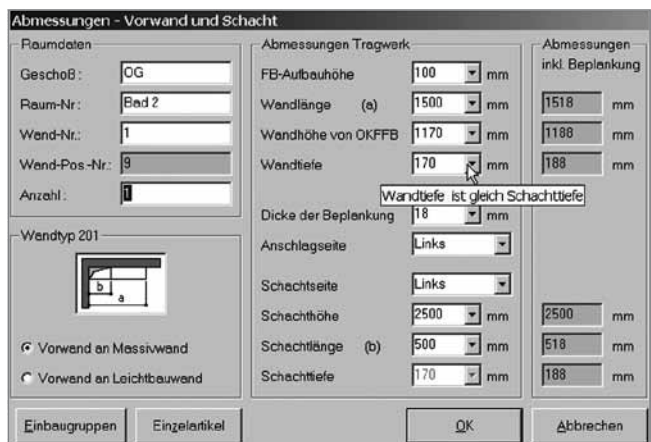 Abmessungen - Vorwand und Schacht
Raumdaten
Geschoß: OG
Raum-Nr: Bad 2
Wand-Nr.: 1
Wand-Pos.-Nr.: 9
Anzahl: 1
Wandtyp 201
b
a
Vorwand an Massivwand
Vorwand an Leichtbauwand
Abmessungen Tragwerk
FB-Aufbauhöhe 100 mm
Wandlänge (a) 1500 mm
Wandhöhe von OKFFB 1170 mm
Wandtiefe 170 mm
Wandtiefe ist gleich Schachttiefe
Dicke der Beplankung 18 mm
Anschlagseite Links
Schachtseite Links
Schachthöhe 2500 mm
Schachtlänge (b) 500 mm
Schachttiefe 170 mm
Abmessungen
inkl. Beplankung
1518 mm
1188 mm
188 mm
2500 mm
518 mm
188 mm
Einbaugruppen
Einzelartikel
OK
Abbrechen